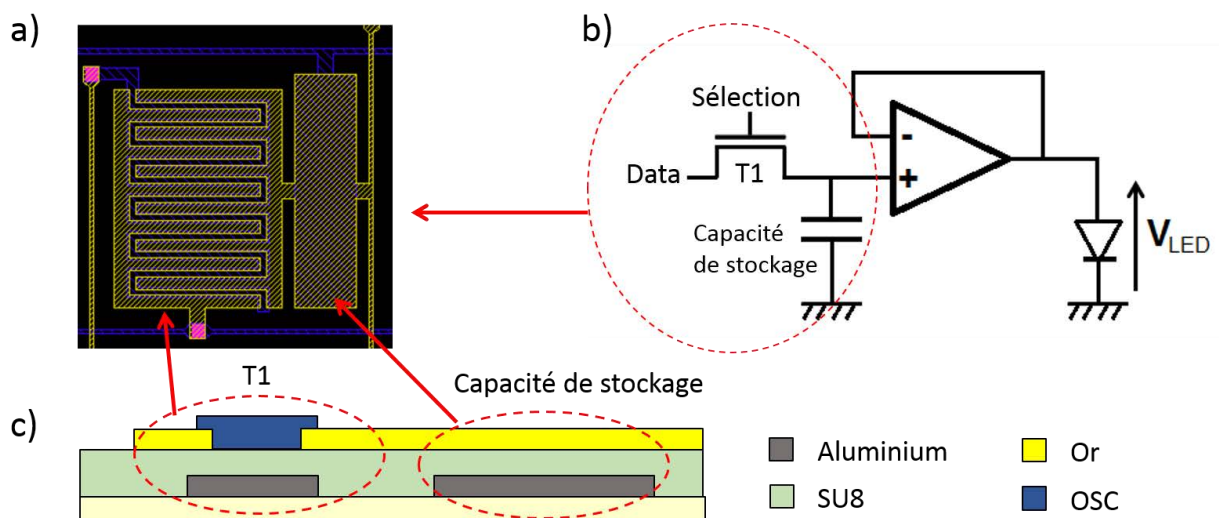 a)
b)
Sélection
Data
T1
-
+
Capacité
de stockage
VLED
T1
Capacité de stockage
c)
Aluminium
Or
SU8
OSC